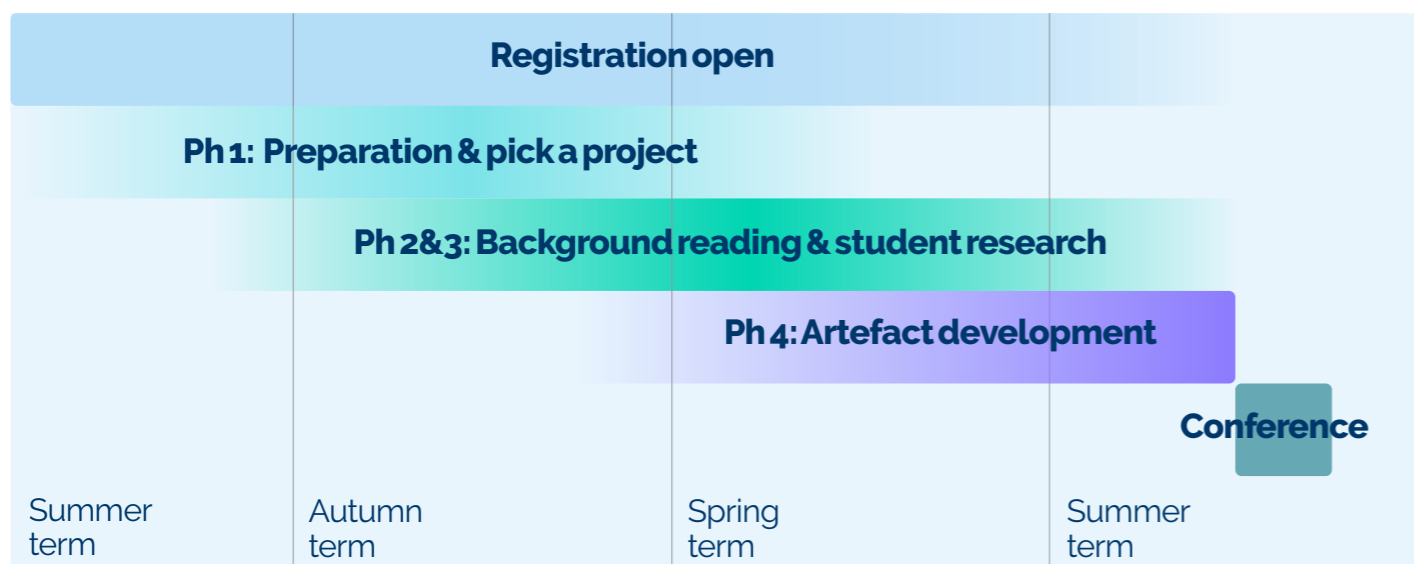 Registration open
Ph 1: Preparation & pick a project
Ph 2&3: Background reading & student research
Ph 4: Artefact development
Conference
Summer
term
Autumn
term
Spring
term
Summer
term